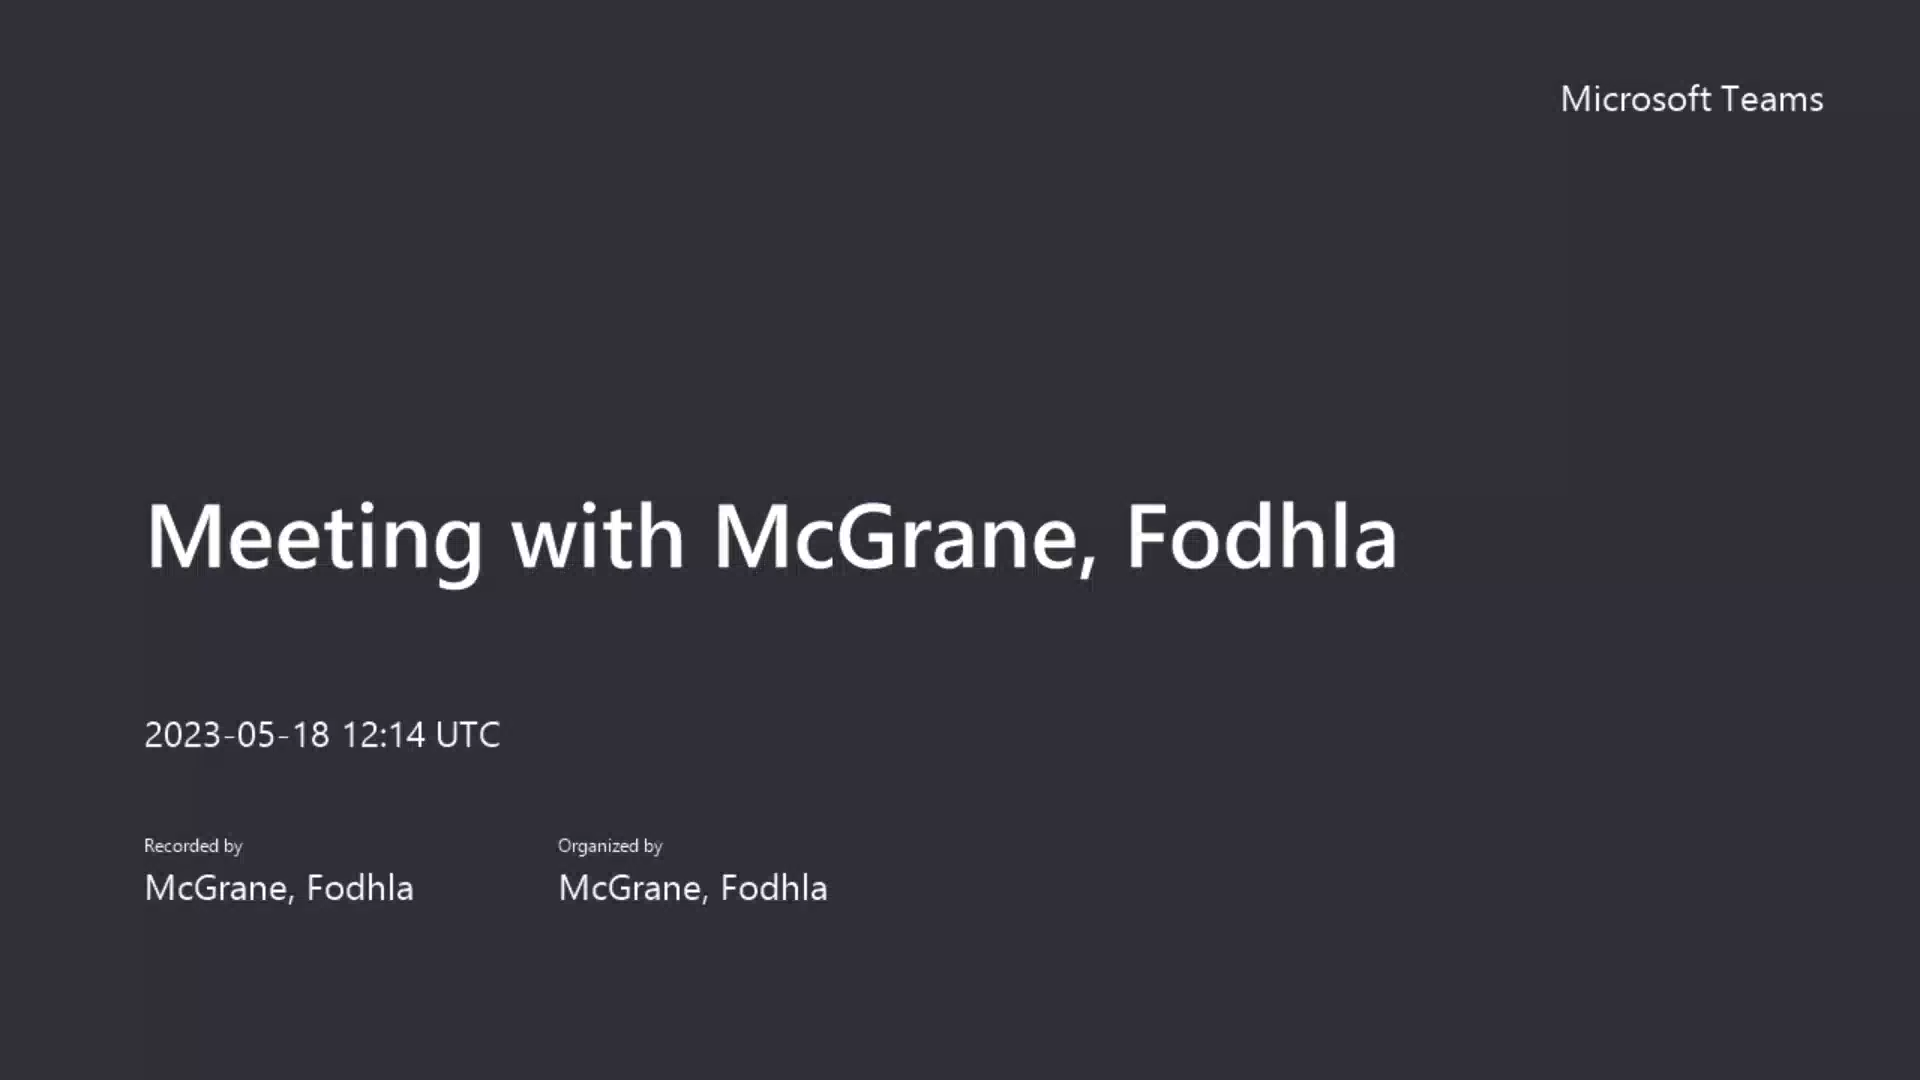 Microsoft Teams
Meeting with McGrane, Fodhla
2023-05-18 12:14 UTC
Recorded by
McGrane, Fodhla
Organized by
McGrane, Fodhla